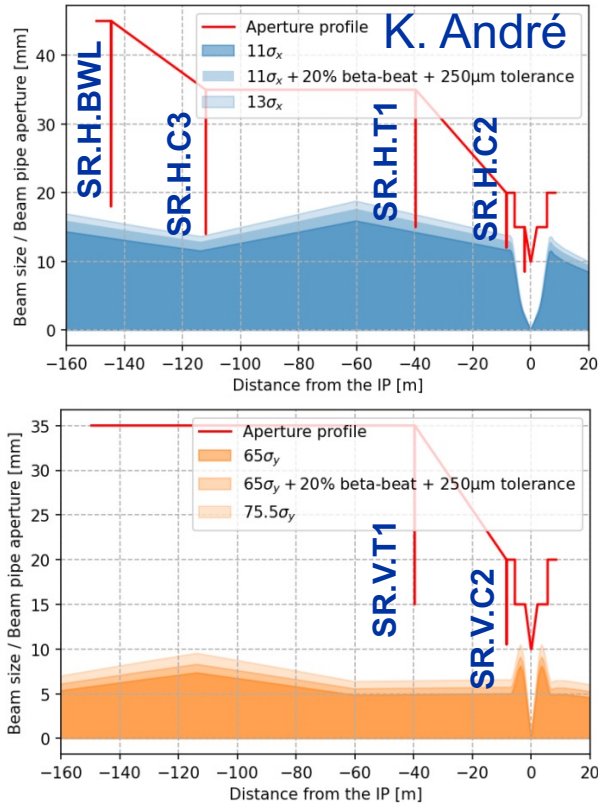 K. André
Aperture profile
11σx
11σx + 20% beta-beat + 250μm tolerance
13σx
SR.H.BWL
SR.H.C3
SR.H.T1
SR.H.C2
Beam size / Beam pipe aperture [mm]
40
30
20
10
0
−160 −140 −120 −100 −80 −60 −40 −20 0 20
Distance from the IP [m]
Aperture profile
65σy
65σy + 20% beta-beat + 250μm tolerance
75.5σy
SR.V.T1
SR.V.C2
Beam size / Beam pipe aperture [mm]
35
30
25
20
15
10
5
0
−160 −140 −120 −100 −80 −60 −40 −20 0 20
Distance from the IP [m]